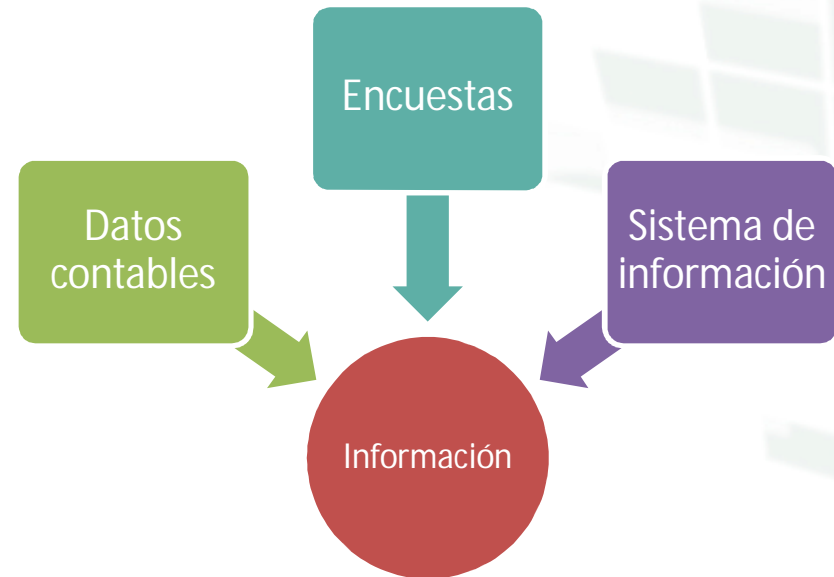 Encuestas
Datos
contables
Sistema de
información
Información